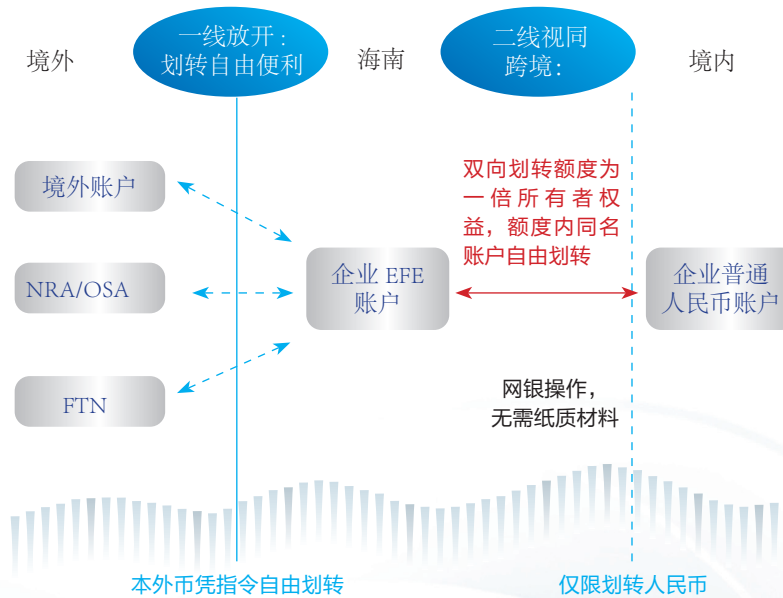 境外
一线放开：
划转自由便利
海南
二线视同
跨境：
境内
境外账户
NRA/OSA
FTN
企业 EFE
账户
双向划转额度为
一倍所有者权
益，额度内同名
账户自由划转
企业普通
人民币账户
网银操作，
无需纸质材料
本外币凭指令自由划转
仅限划转人民币